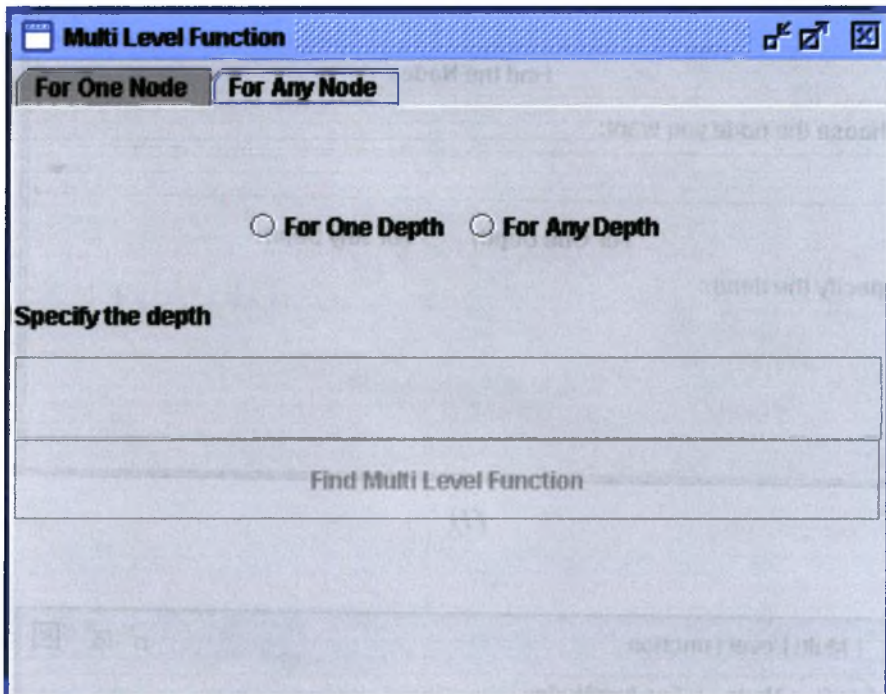 Multi Level Function
For One Node For Any Node
For One Depth For Any Depth
Specify the depth
Find Multi Level Function